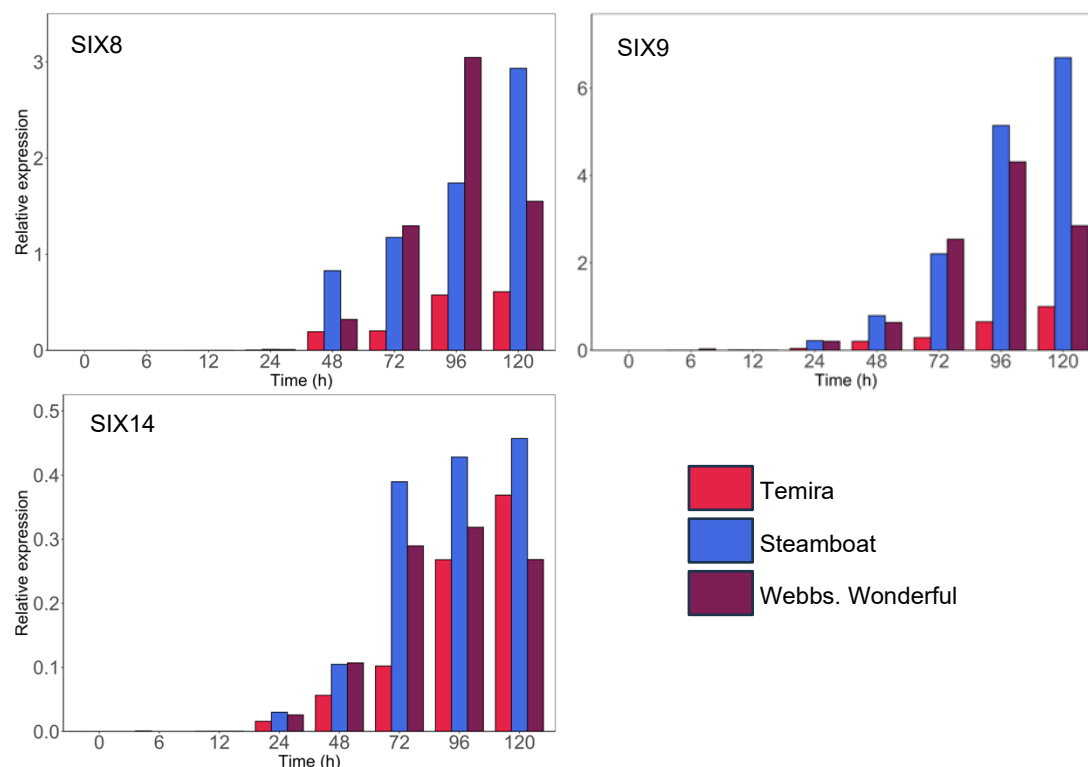 SIX8
Relative expression
3
2
1
0
0 6 12 24 48 72 96 120
Time (h)
SIX9
6
4
2
0
0 6 12 24 48 72 96 120
Time (h)
SIX14
Relative expression
0.5
0.4
0.3
0.2
0.1
0.0
0 6 12 24 48 72 96 120
Time (h)
Temira
Steamboat
Webbs. Wonderful